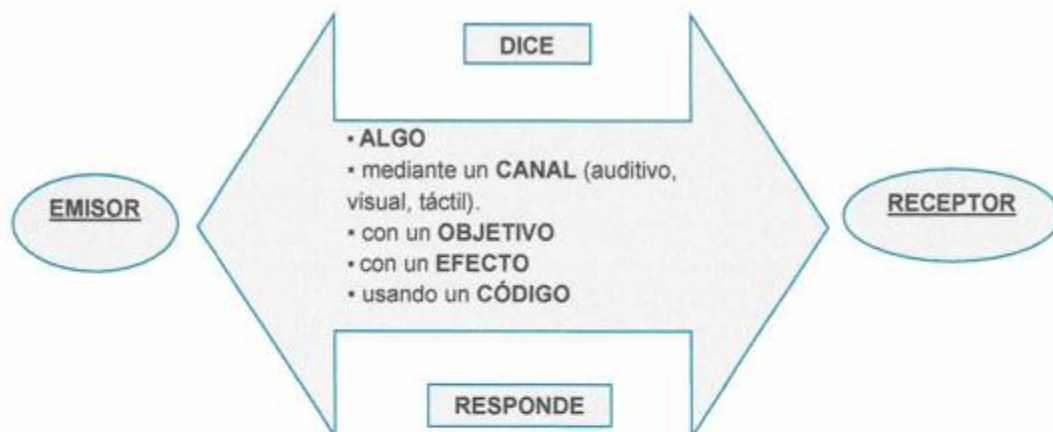 DICE
▪ ALGO
▪ mediante un CANAL (auditivo,
visual, táctil).
▪ con un OBJETIVO
▪ con un EFECTO
▪ usando un CÓDIGO
EMISOR
RECEPTOR
RESPONDE